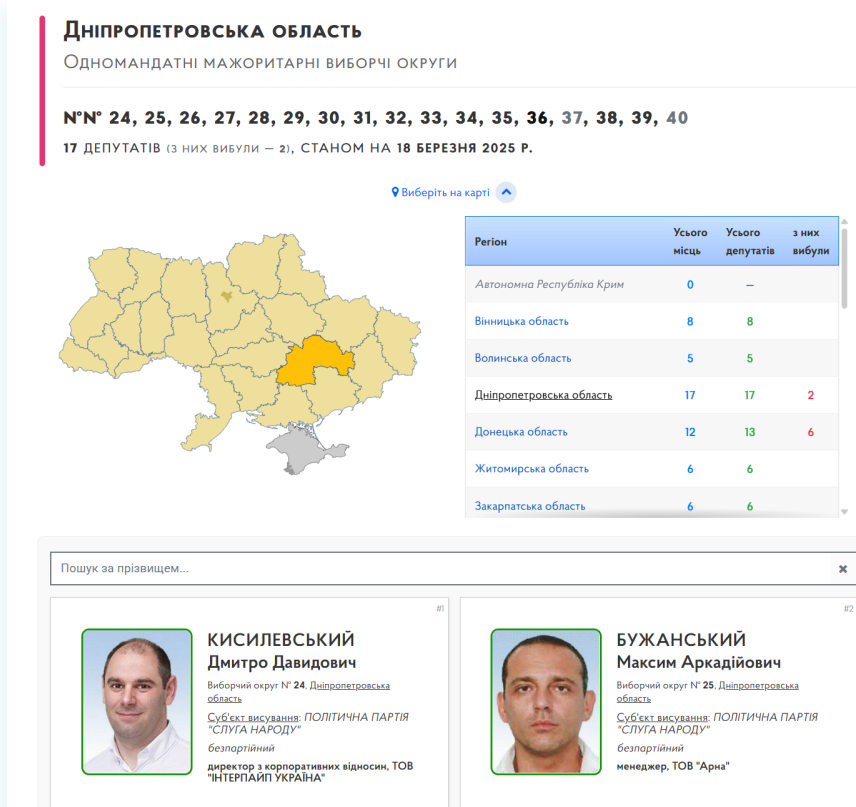 Дніпропетровська область
Одномандатні мажоритарні виборчі округи
№№ 24, 25, 26, 27, 28, 29, 30, 31, 32, 33, 34, 35, 36, 37, 38, 39, 40
17 депутатів (з них вибули — 2), станом на 18 березня 2025 р.
Виберіть на карті
Регіон Усього місць Усього депутатів з них вибули
Автономна Республіка Крим 0 –
Вінницька область 8 8
Волинська область 5 5
Дніпропетровська область 17 17 2
Донецька область 12 13 6
Житомирська область 6 6
Закарпатська область 6 6
Пошук за прізвищем...
#1
КИСИЛЕВСЬКИЙ
Дмитро Давидович
Виборчий округ № 24, Дніпропетровська
область
Суб'єкт висування: ПОЛІТИЧНА ПАРТІЯ
"СЛУГА НАРОДУ"
безпартійний
директор з корпоративних відносин, ТОВ
"ІНТЕРПАЙП УКРАЇНА"
#2
БУЖАНСЬКИЙ
Максим Аркадійович
Виборчий округ № 25, Дніпропетровська
область
Суб'єкт висування: ПОЛІТИЧНА ПАРТІЯ
"СЛУГА НАРОДУ"
безпартійний
менеджер, ТОВ "Арна"